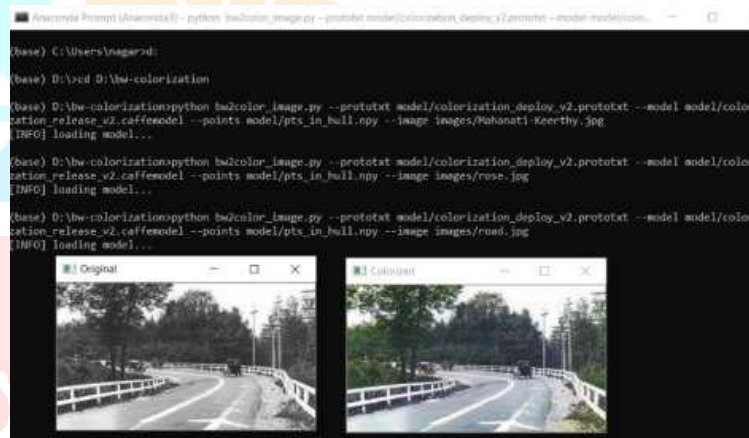 Anaconda Prompt (Anaconda3) - python bw2color_image.py --prototxt model/colorization_deploy_v2.prototxt --model model/colo...
(base) C:\Users\nagar>d:
(base) D:\>cd D:\bw-colorization
(base) D:\bw-colorization>python bw2color_image.py --prototxt model/colorization_deploy_v2.prototxt --model model/colo
zation_release_v2.caffemodel --points model/pts_in_hull.npy --image images/Mahanati-Keerthy.jpg
[INFO] loading model...
(base) D:\bw-colorization>python bw2color_image.py --prototxt model/colorization_deploy_v2.prototxt --model model/colo
zation_release_v2.caffemodel --points model/pts_in_hull.npy --image images/rose.jpg
[INFO] loading model...
(base) D:\bw-colorization>python bw2color_image.py --prototxt model/colorization_deploy_v2.prototxt --model model/colo
zation_release_v2.caffemodel --points model/pts_in_hull.npy --image images/road.jpg
[INFO] loading model...
Original
Colorized